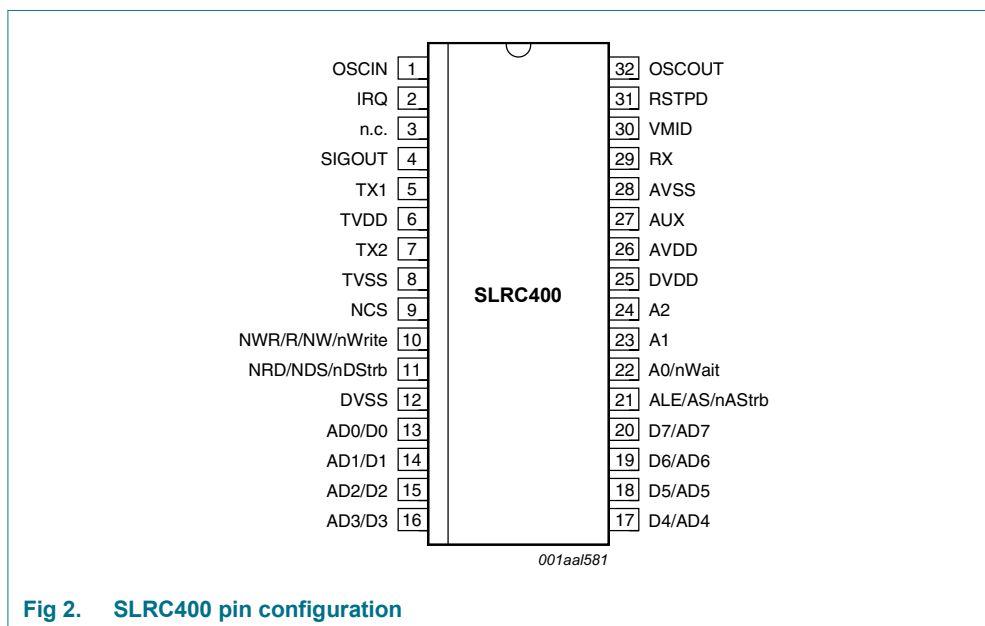 OSCIN 1 32 OSCOUT
IRQ 2 31 RSTPD
n.c. 3 30 VMID
SIGOUT 4 29 RX
TX1 5 28 AVSS
TVDD 6 27 AUX
TX2 7 26 AVDD
TVSS 8 25 DVDD
SLRC400
NCS 9 24 A2
NWR/R/NW/nWrite 10 23 A1
NRD/NDS/nDStrb 11 22 A0/nWait
DVSS 12 21 ALE/AS/nAStrb
AD0/D0 13 20 D7/AD7
AD1/D1 14 19 D6/AD6
AD2/D2 15 18 D5/AD5
AD3/D3 16 17 D4/AD4
001aal581
Fig 2. SLRC400 pin configuration